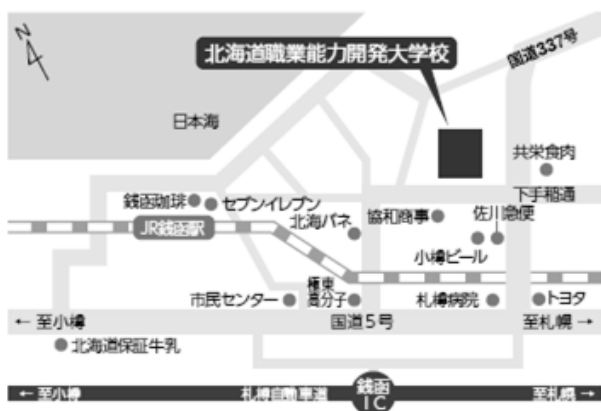 N
北海道職業能力開発大学校
国道337号
日本海
共栄食肉
下手稲通
銭函珈琲
セブンイレブン
北海バネ
協和商事
佐川急便
JR銭函駅
小樽ビール
市民センター
極東
高分子
札樽病院
トヨタ
← 至小樽
国道5号
至札幌 →
北海道保証牛乳
← 至小樽
札樽自動車道
銭函
IC
至札幌 →